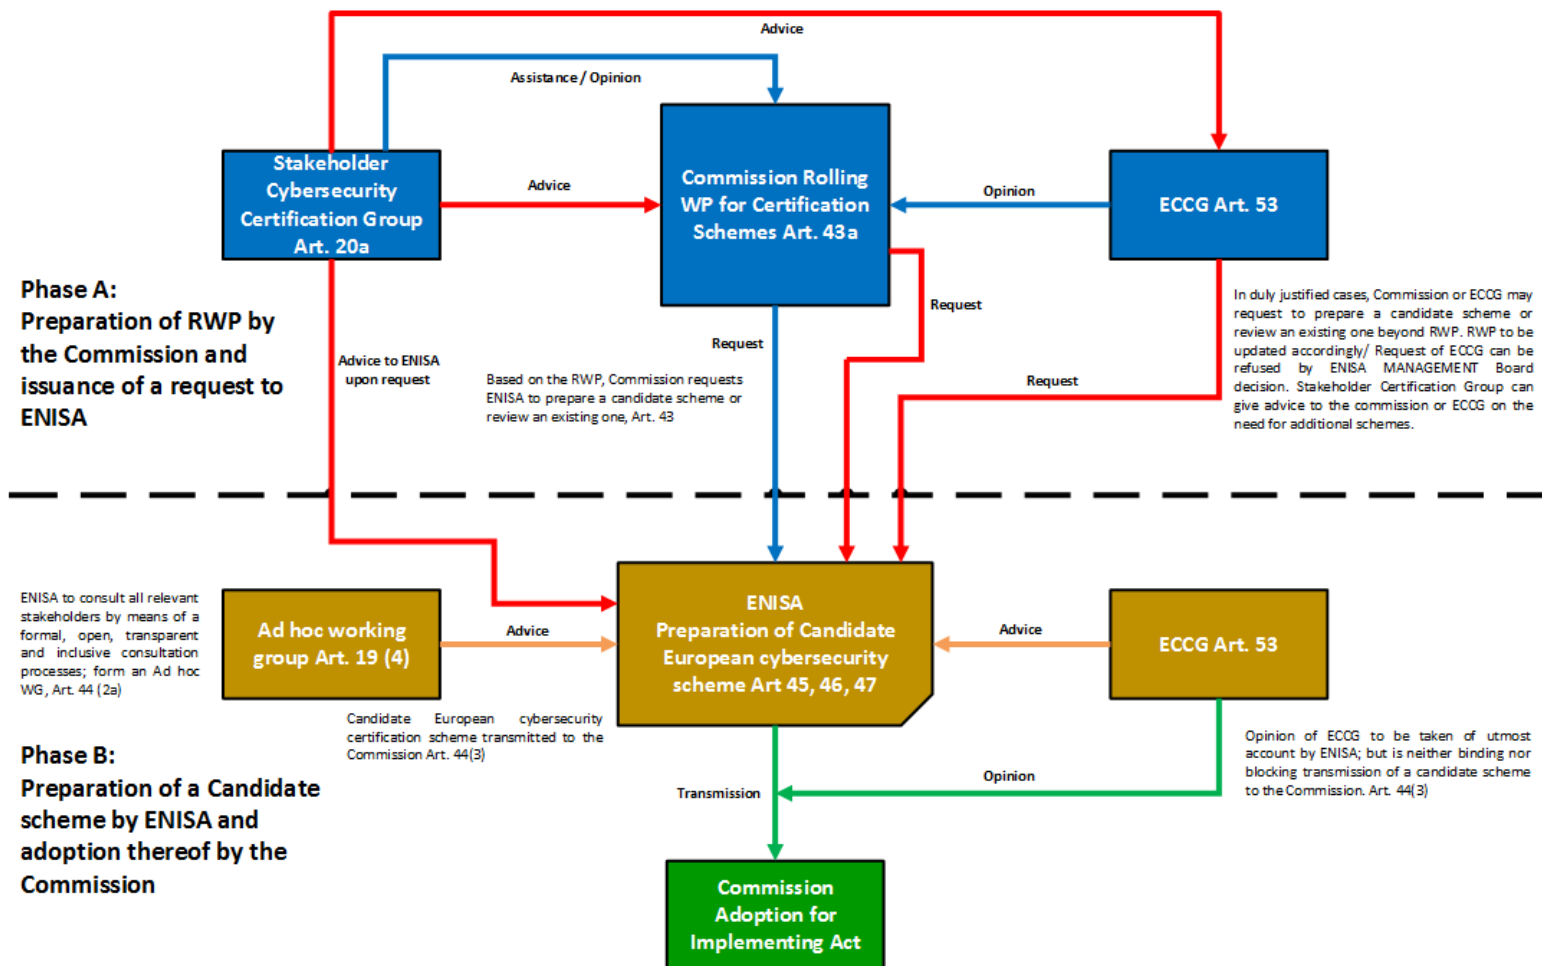 Advice
Assistance / Opinion
Stakeholder
Cybersecurity
Certification Group
Art. 20a
Advice
Commission Rolling
WP for Certification
Schemes Art. 43a
Opinion
ECCG Art. 53
Phase A:
Preparation of RWP by
the Commission and
issuance of a request to
ENISA
Advice to ENISA
upon request
Request
Request
Based on the RWP, Commission requests
ENISA to prepare a candidate scheme or
review an existing one, Art. 43
Request
In duly justified cases, Commission or ECCG may
request to prepare a candidate scheme or
review an existing one beyond RWP. RWP to be
updated accordingly/ Request of ECCG can be
refused by ENISA MANAGEMENT Board
decision. Stakeholder Certification Group can
give advice to the commission or ECCG on the
need for additional schemes.
ENISA to consult all relevant
stakeholders by means of a
formal, open, transparent
and inclusive consultation
processes; form an Ad hoc
WG, Art. 44 (2a)
Ad hoc working
group Art. 19 (4)
Advice
ENISA
Preparation of Candidate
European cybersecurity
scheme Art 45, 46, 47
Advice
ECCG Art. 53
Candidate European cybersecurity
certification scheme transmitted to the
Commission Art. 44(3)
Phase B:
Preparation of a Candidate
scheme by ENISA and
adoption thereof by the
Commission
Transmission
Opinion
Opinion of ECCG to be taken of utmost
account by ENISA; but is neither binding nor
blocking transmission of a candidate scheme
to the Commission. Art. 44(3)
Commission
Adoption for
Implementing Act